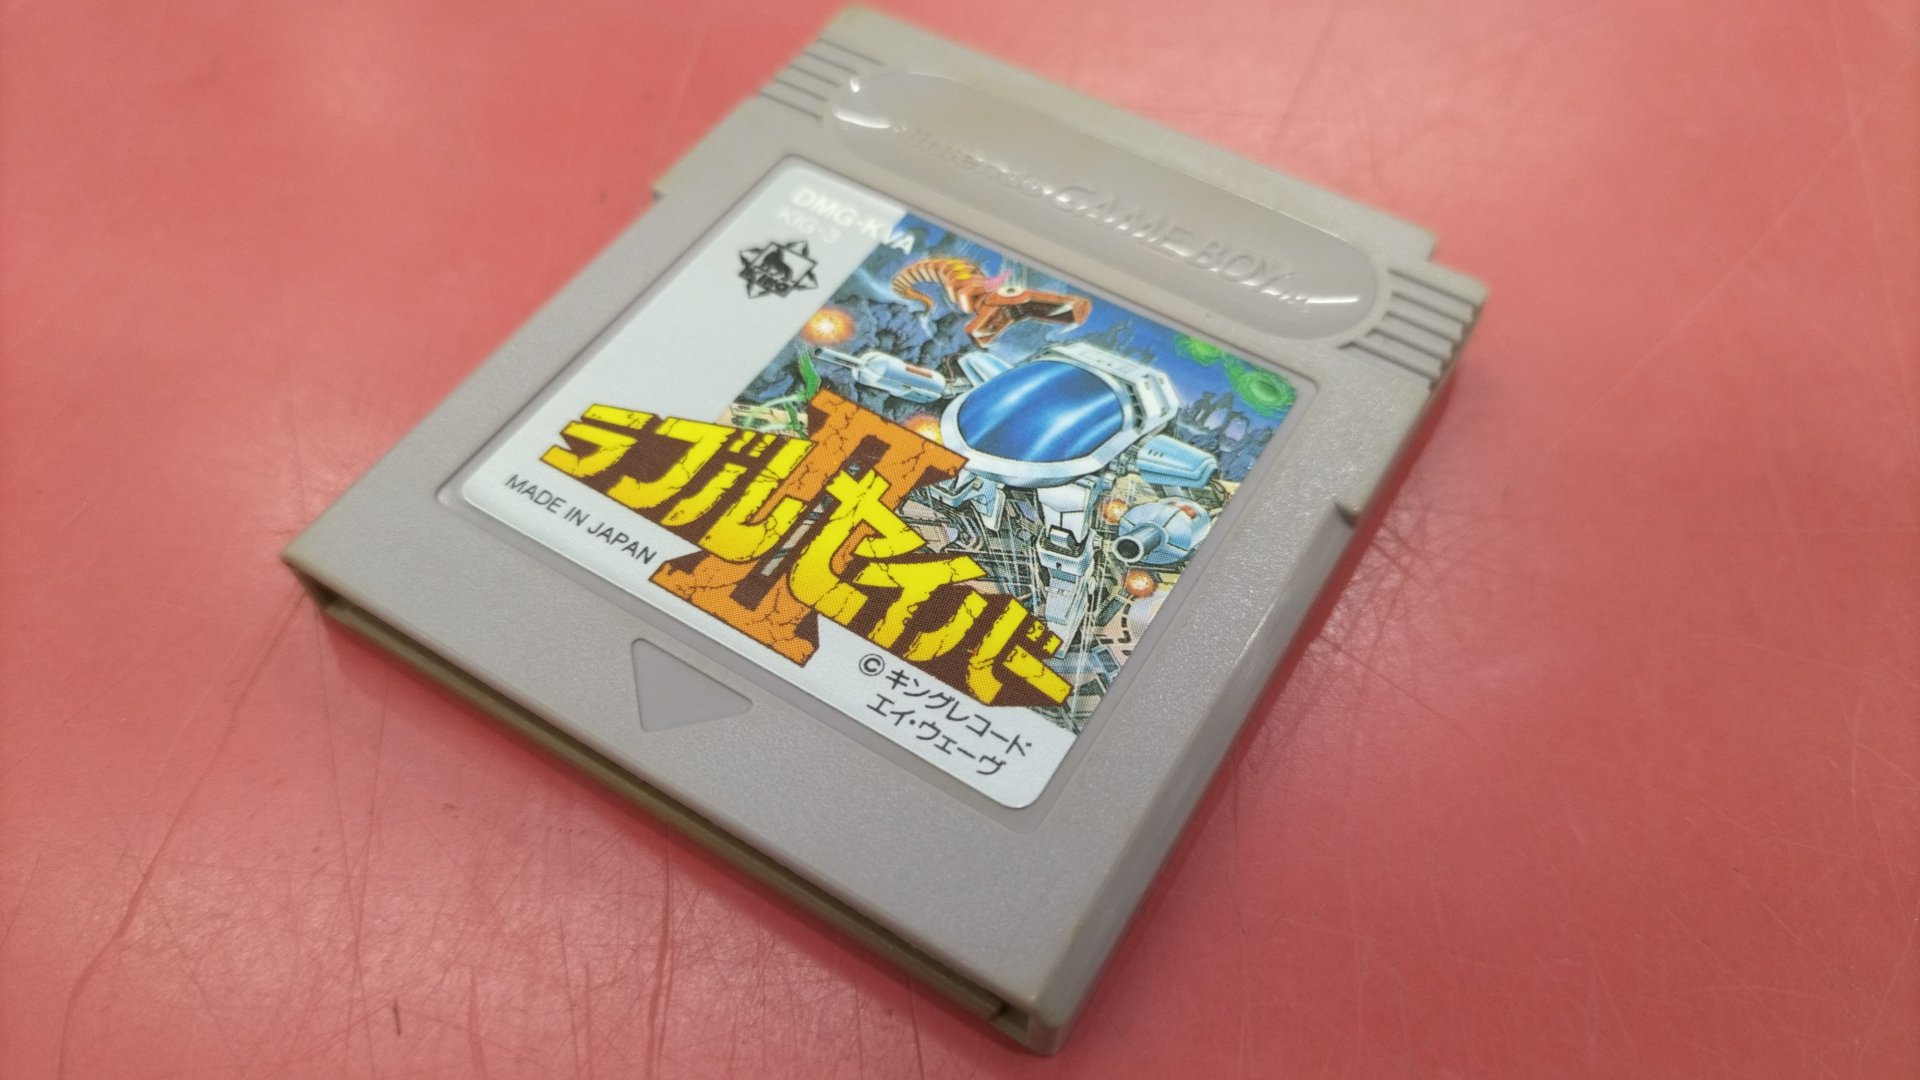 Nintendo GAME BOY TM
DMG-KVA
KIG-3
ラブルセイバー
II
MADE IN JAPAN
© キングレコード
エイ・ウェーヴ